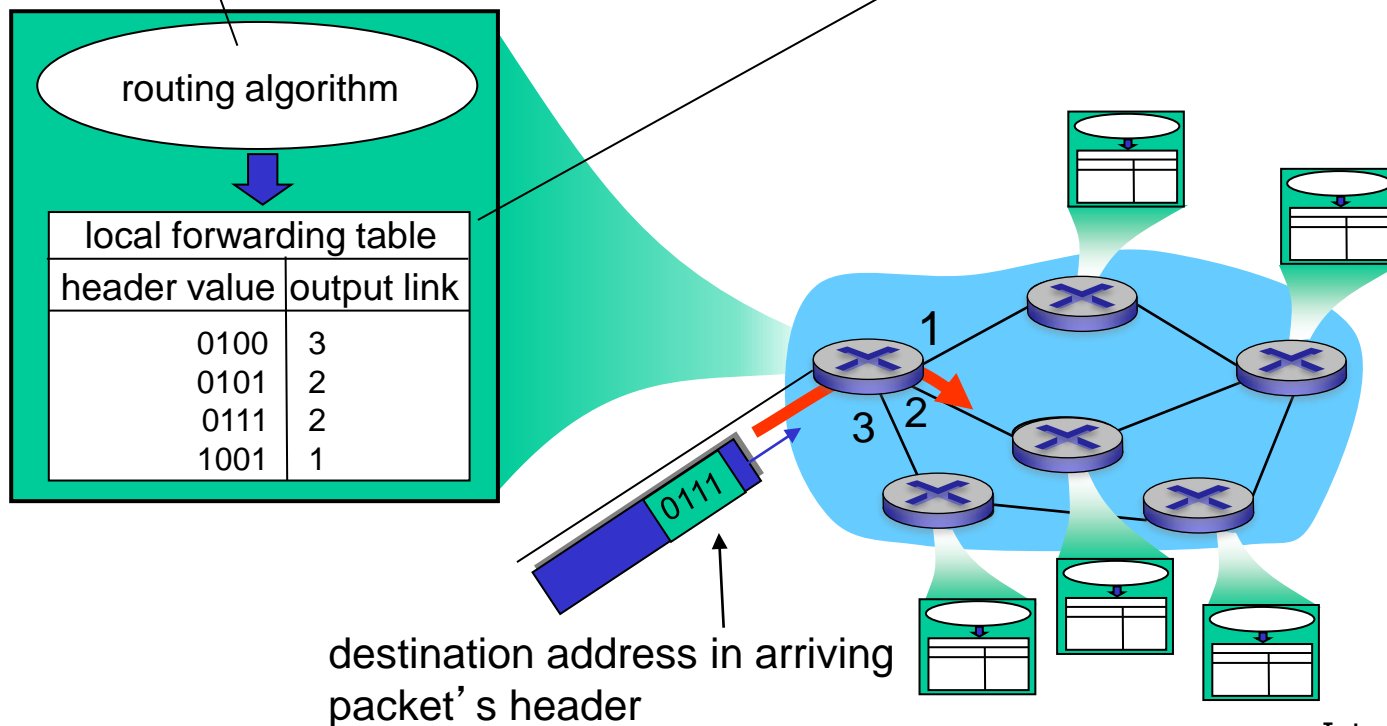 routing algorithm
local forwarding table
header value output link
0100 3
0101 2
0111 2
1001 1
1
2
3
0111
destination address in arriving
packet's header